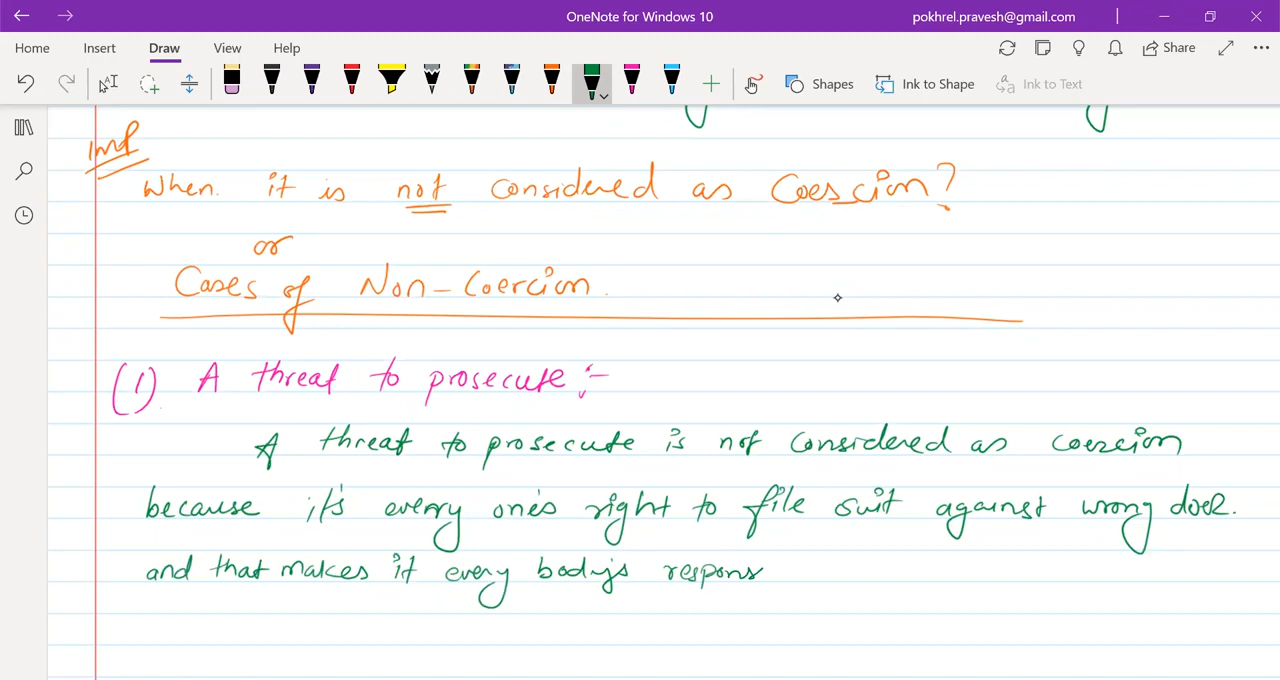 OneNote for Windows 10
pokhrel.pravesh@gmail.com
Home Insert Draw View Help
Share
Shapes
Ink to Shape
Ink to Text
Imp
When it is not considered as Coercion?
or
Cases of Non-Coercion.
(1) A threat to prosecute :-
A threat to prosecute is not considered as coercion
because it's every one's right to file suit against wrong doer.
and that makes it every body's respons